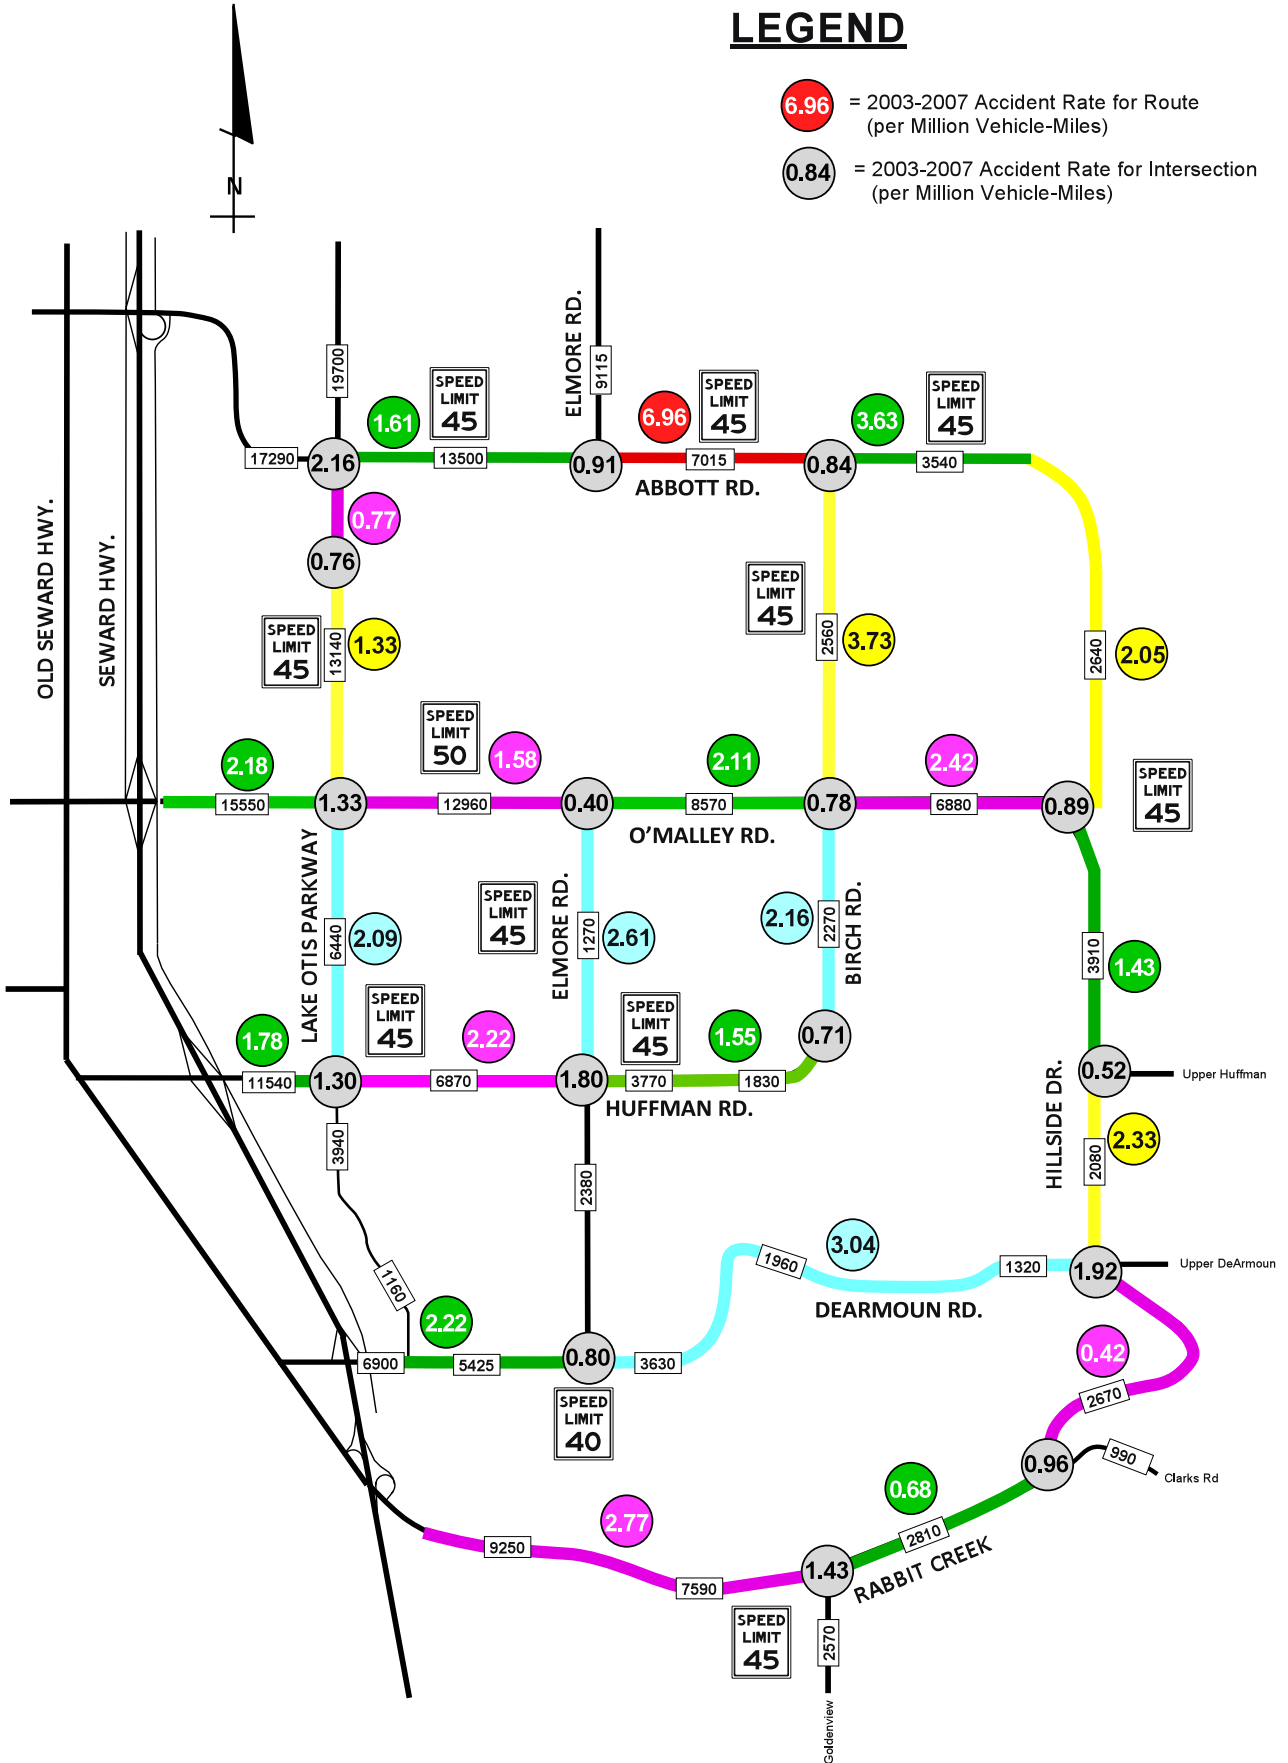 LEGEND
6.96 = 2003-2007 Accident Rate for Route
(per Million Vehicle-Miles)
0.84 = 2003-2007 Accident Rate for Intersection
(per Million Vehicle-Miles)
N
OLD SEWARD HWY.
SEWARD HWY.
19700
ELMORE RD.
9115
1.61
SPEED
LIMIT
45
6.96
SPEED
LIMIT
45
3.63
SPEED
LIMIT
45
17290
2.16
13500
0.91
7015
0.84
3540
ABBOTT RD.
0.77
0.76
SPEED
LIMIT
45
13140
1.33
SPEED
LIMIT
45
2560
3.73
2640
2.05
2.18
SPEED
LIMIT
50
1.58
2.11
2.42
SPEED
LIMIT
45
15550
1.33
12960
0.40
8570
0.78
6880
0.89
O'MALLEY RD.
LAKE OTIS PARKWAY
6440
2.09
SPEED
LIMIT
45
ELMORE RD.
1270
2.61
2.16
2270
BIRCH RD.
3910
1.43
1.78
SPEED
LIMIT
45
2.22
SPEED
LIMIT
45
1.55
0.71
11540
1.30
6870
1.80
3770
1830
HUFFMAN RD.
0.52
Upper Huffman
HILLSIDE DR.
2080
2.33
3940
2380
1160
1960
3.04
1320
1.92
Upper DeArmoun
DEARMOUN RD.
2.22
6900
5425
0.80
3630
SPEED
LIMIT
40
0.42
2670
0.96
990
Clarks Rd
0.68
2810
RABBIT CREEK
2.77
9250
7590
1.43
SPEED
LIMIT
45
2570
Goldenview